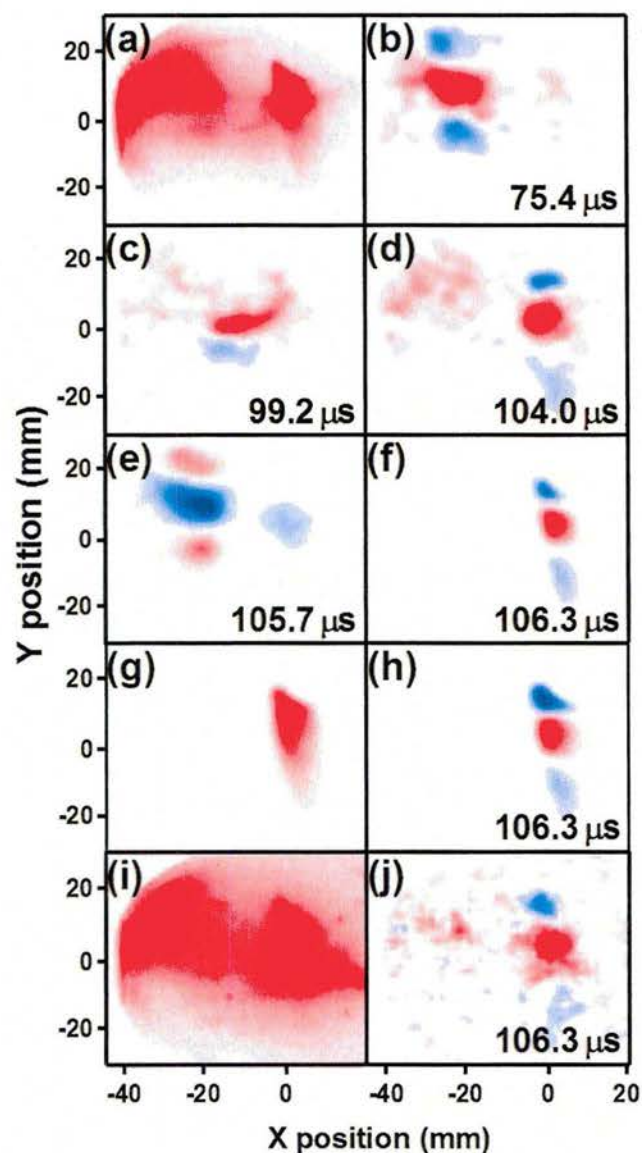 (a) (b)
20
0
-20
75.4 μs
(c) (d)
20
0
-20
99.2 μs 104.0 μs
(e) (f)
20
0
-20
105.7 μs 106.3 μs
(g) (h)
20
0
-20
106.3 μs
(i) (j)
20
0
-20
106.3 μs
-40 -20 0 -40 -20 0 20
Y position (mm)
X position (mm)